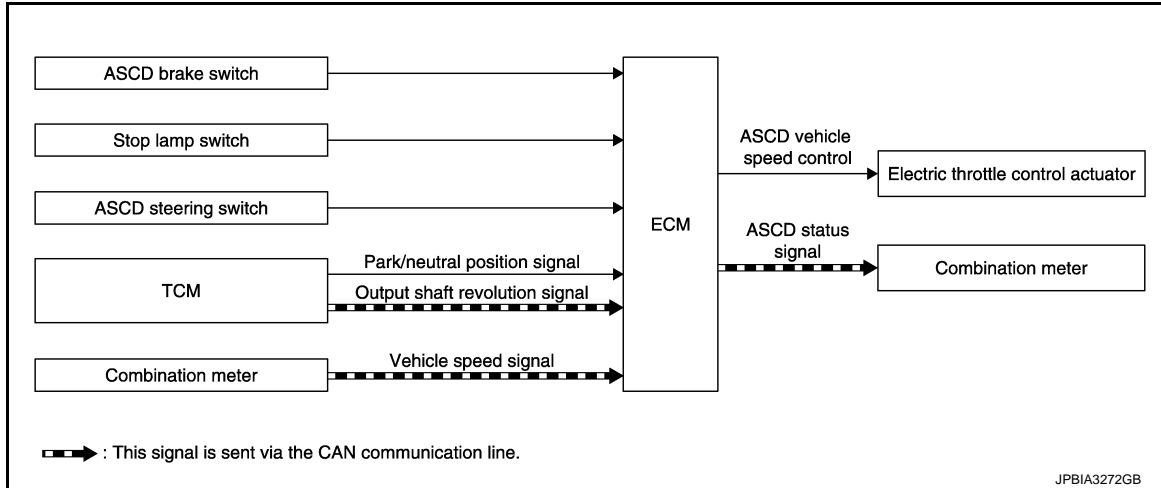 ASCD brake switch
Stop lamp switch
ASCD steering switch
TCM
Park/neutral position signal
Output shaft revolution signal
Combination meter
Vehicle speed signal
ECM
ASCD vehicle
speed control
Electric throttle control actuator
ASCD status
signal
Combination meter
: This signal is sent via the CAN communication line.
JPBIA3272GB